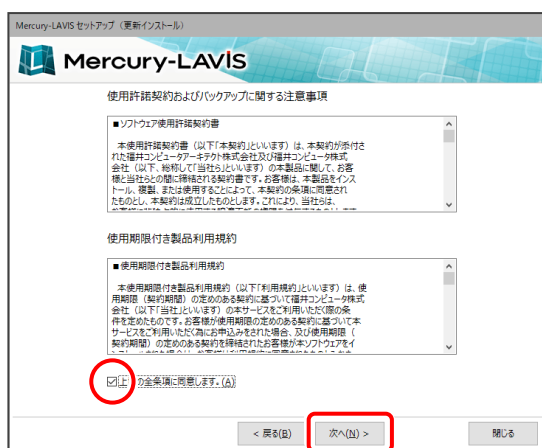 Mercury-LAVIS セットアップ（更新インストール）
Mercury-LAVIS
使用許諾契約およびバックアップに関する注意事項
■ソフトウェア使用許諾契約書
本使用許諾契約書（以下「本契約」といいます）は、本契約が添付さ
れた福井コンピュータアーキテクト株式会社及び福井コンピュータ株式
会社（以下、総称して「当社ら」といいます）の本製品に関して、お客
様と当社らとの間に締結される契約書です。お客様は、本製品をインス
トール、複製、または使用することによって、本契約の条項に同意され
たものとし、本契約は成立したものとします。これにより、当社らは、
使用期限付き製品利用規約
■使用期限付き製品利用規約
本使用期限付き製品利用規約（以下「利用規約」といいます）は、使
用期限（契約期間）の定めのある契約に基づいて福井コンピュータ株式
会社（以下「当社」といいます）の本サービスをご利用いただく際の条
件を定めたものです。お客様が使用期限の定めのある契約に基づいて本
サービスをご利用いただく為にお申込みをされた場合、及び使用期限（
契約期間）の定めのある契約を締結されたお客様が本ソフトウェアをイ
上の全条項に同意します。(A)
< 戻る(B)
次へ(N) >
閉じる